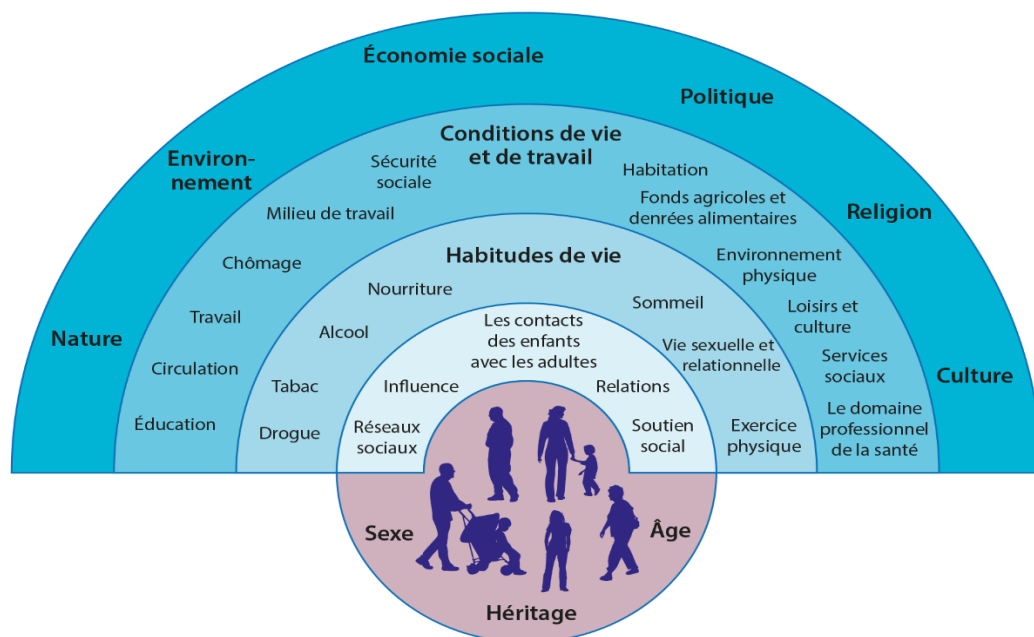 Économie sociale
Politique
Environ-
nement
Religion
Nature
Culture
Conditions de vie
et de travail
Sécurité
sociale
Habitation
Milieu de travail
Fonds agricoles et
denrées alimentaires
Chômage
Environnement
physique
Travail
Loisirs et
culture
Circulation
Services
sociaux
Éducation
Le domaine
professionnel
de la santé
Habitudes de vie
Nourriture
Sommeil
Alcool
Vie sexuelle et
relationnelle
Tabac
Drogue
Exercice
physique
Les contacts
des enfants
avec les adultes
Influence
Relations
Réseaux
sociaux
Soutien
social
Sexe
Âge
Héritage